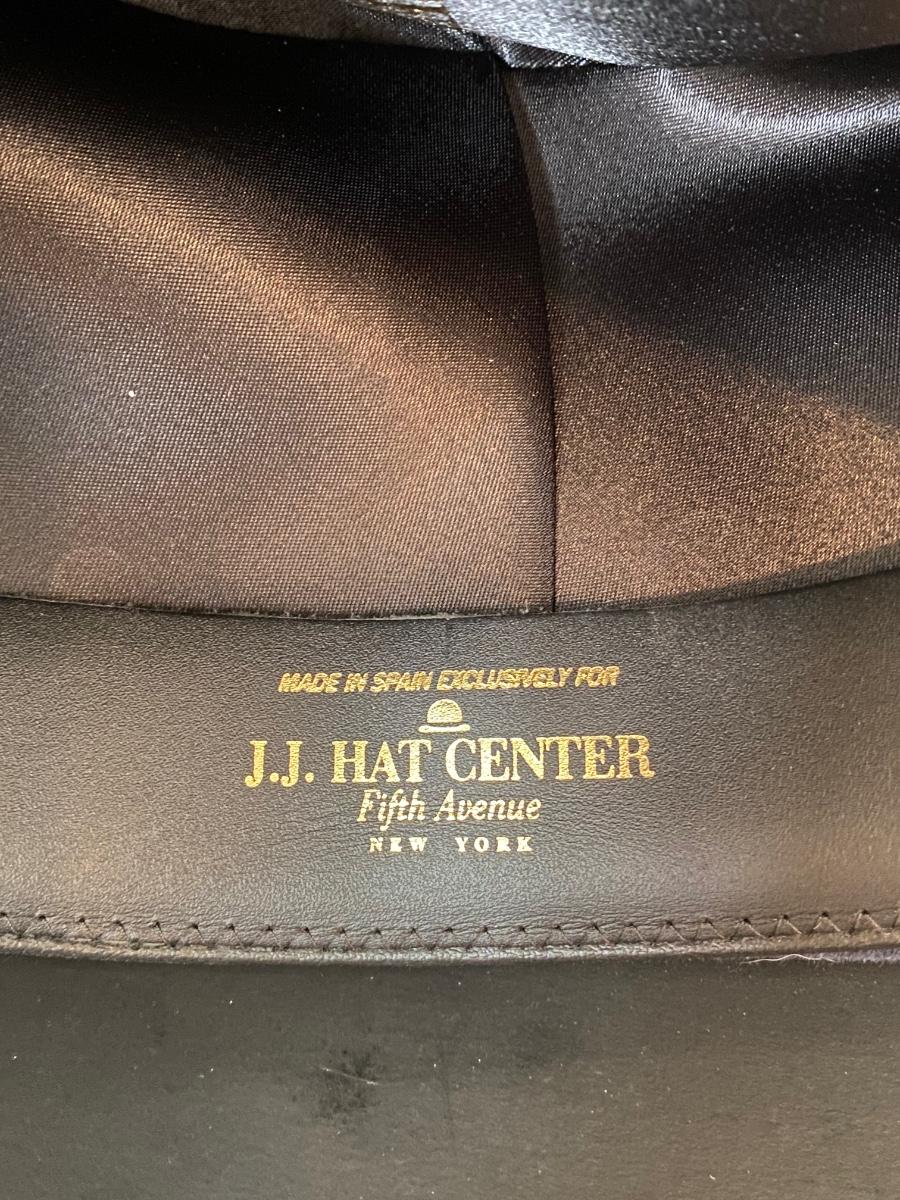 MADE IN SPAIN EXCLUSIVELY FOR
J.J. HAT CENTER
Fifth Avenue
NEW YORK